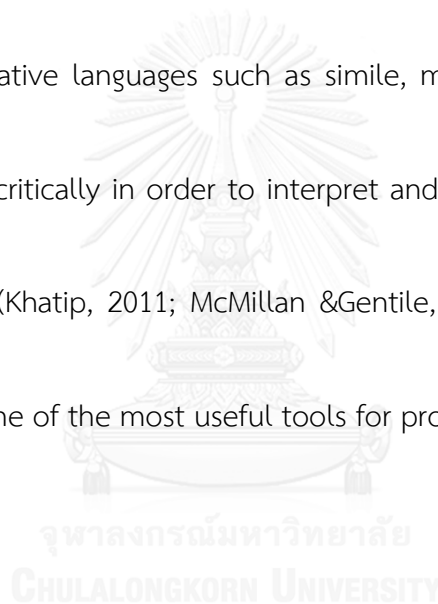 ative languages such as simile, m
critically in order to interpret and
(Khatip, 2011; McMillan &Gentile,
ne of the most useful tools for pro
จุฬาลงกรณ์มหาวิทยาลัย
CHULALONGKORN UNIVERSITY